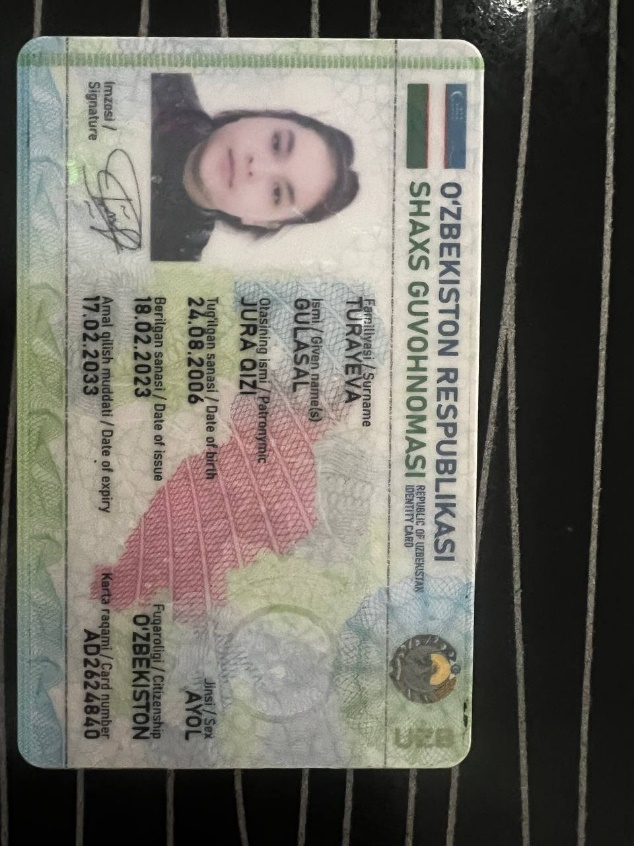 O'ZBEKISTON RESPUBLIKASI
SHAXS GUVOHNOMASI
REPUBLIC OF UZBEKISTAN
IDENTITY CARD
UZB
Familiyasi / Surname
TURAYEVA
Ismi / Given name(s)
GULASAL
Otasining ismi / Patronymic
JURA QIZI
Tug'ilgan sanasi / Date of birth
24.08.2006
Jinsi / Sex
AYOL
Berilgan sanasi / Date of issue
18.02.2023
Fuqaroligi / Citizenship
O'ZBEKISTON
Amal qilish muddati / Date of expiry
17.02.2033
Karta raqami / Card number
AD2624840
Imzosi /
Signature